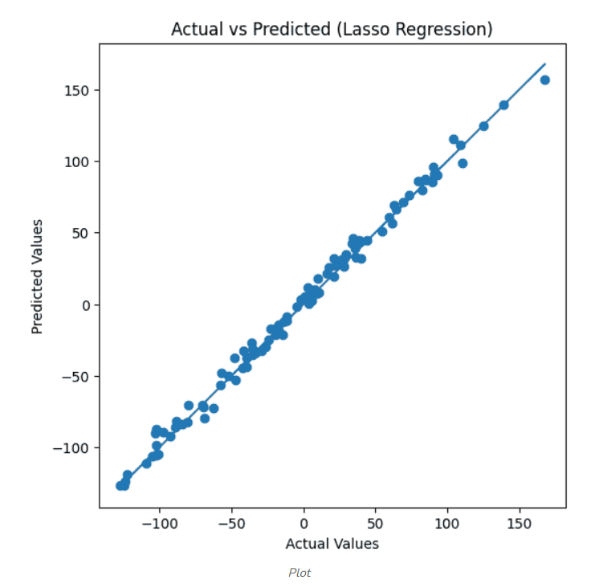 Actual vs Predicted (Lasso Regression)
150
100
50
0
−50
−100
Predicted Values
−100 −50 0 50 100 150
Actual Values
Plot